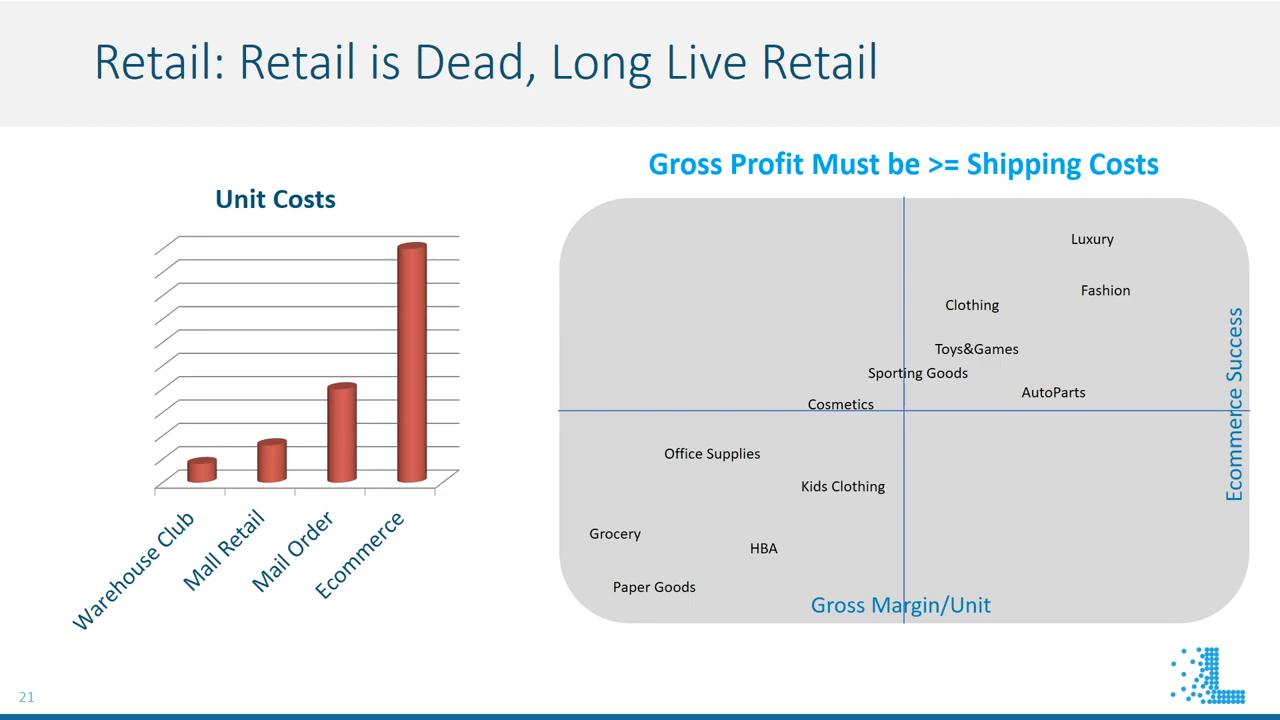 Retail: Retail is Dead, Long Live Retail
Unit Costs
Warehouse Club
Mall Retail
Mail Order
Ecommerce
Gross Profit Must be >= Shipping Costs
Luxury
Fashion
Clothing
Toys&Games
Sporting Goods
AutoParts
Cosmetics
Office Supplies
Kids Clothing
Grocery
HBA
Paper Goods
Gross Margin/Unit
Ecommerce Success
21